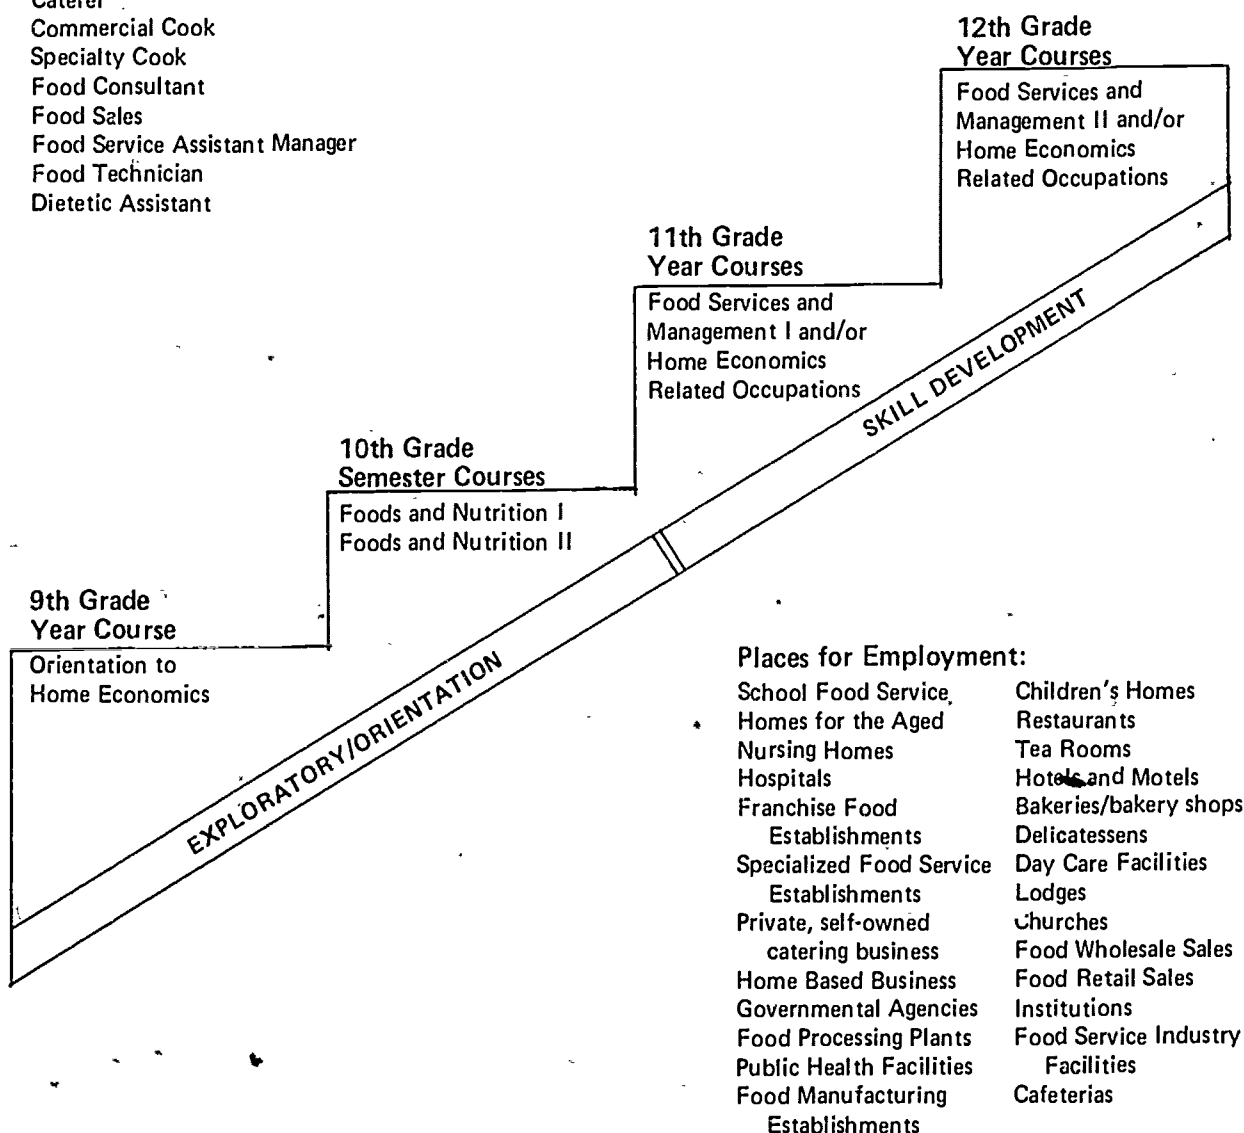 Caterer
Commercial Cook
Specialty Cook
Food Consultant
Food Sales
Food Service Assistant Manager
Food Technician
Dietetic Assistant
12th Grade
Year Courses
Food Services and
Management II and/or
Home Economics
Related Occupations
11th Grade
Year Courses
Food Services and
Management I and/or
Home Economics
Related Occupations
SKILL DEVELOPMENT
10th Grade
Semester Courses
Foods and Nutrition I
Foods and Nutrition II
9th Grade
Year Course
Orientation to
Home Economics
EXPLORATORY/ORIENTATION
Places for Employment:
School Food Service
Homes for the Aged
Nursing Homes
Hospitals
Franchise Food
Establishments
Specialized Food Service
Establishments
Private, self-owned
catering business
Home Based Business
Governmental Agencies
Food Processing Plants
Public Health Facilities
Food Manufacturing
Establishments
Children's Homes
Restaurants
Tea Rooms
Hotels and Motels
Bakeries/bakery shops
Delicatessens
Day Care Facilities
Lodges
Churches
Food Wholesale Sales
Food Retail Sales
Institutions
Food Service Industry
Facilities
Cafeterias